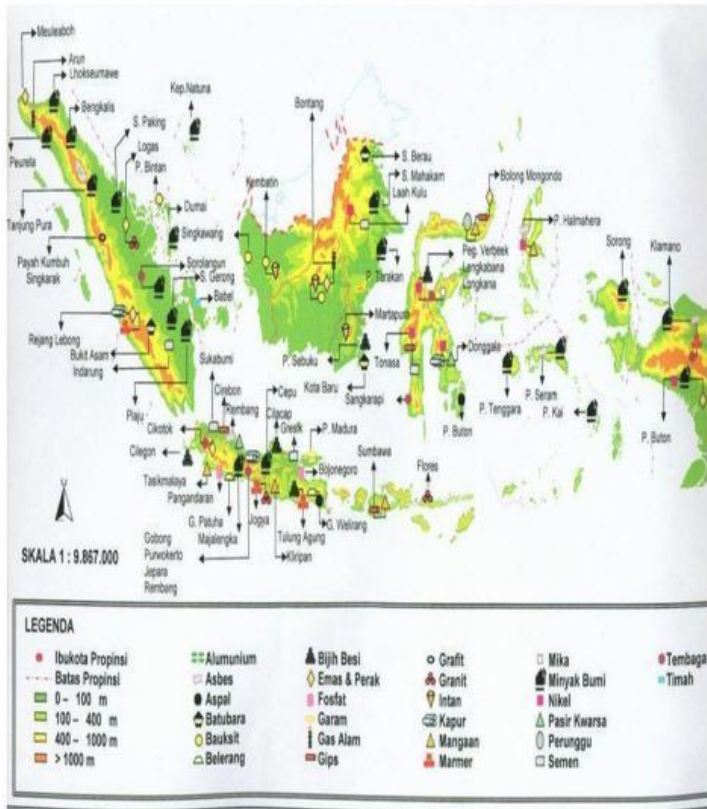 Meuleaboh
Arun
Lhokseumawe
Bengkalis
S. Paking
Logas
P. Bintan
Kep.Natuna
Bontang
Kembatin
S. Berau
S. Mahakam
Laah Kulu
Bolong Mongondo
P. Halmahera
Sorong
Klamano
Peurela
Tanjung Pura
Payah Kumbuh
Singkarak
Dumai
Singkawang
Sorolangun
S. Gerong
Babel
P. Tarakan
Peg. Verbeek
Langkabana
Longkana
Martapura
Rejang Lebong
Bukit Asam
Indarung
Plaju
P. Sebuku
Kota Baru
Tonasa
Sangkarapi
Donggala
P. Buton
P. Tenggara
P. Seram
P. Kai
P. Buton
Sukabumi
Cirebon
Rembang
Cepu
Cilacap
Gresik
P. Madura
Cikotok
Cilegon
Tasikmalaya
Pangandaran
G. Patuha
Majalengka
Jogya
Kliripan
Tulung Agung
G. Welirang
Bojonegoro
Sumbawa
Flores
Gobong
Purwokerto
Jepara
Rembang
SKALA 1 : 9.867.000
LEGENDA
Ibukota Propinsi
Batas Propinsi
0 – 100 m
100 – 400 m
400 – 1000 m
> 1000 m
Alumunium
Asbes
Aspal
Batubara
Bauksit
Belerang
Bijih Besi
Emas & Perak
Fosfat
Garam
Gas Alam
Gips
Grafit
Granit
Intan
Kapur
Mangaan
Marmer
Mika
Minyak Bumi
Nikel
Pasir Kwarsa
Perunggu
Semen
Tembaga
Timah